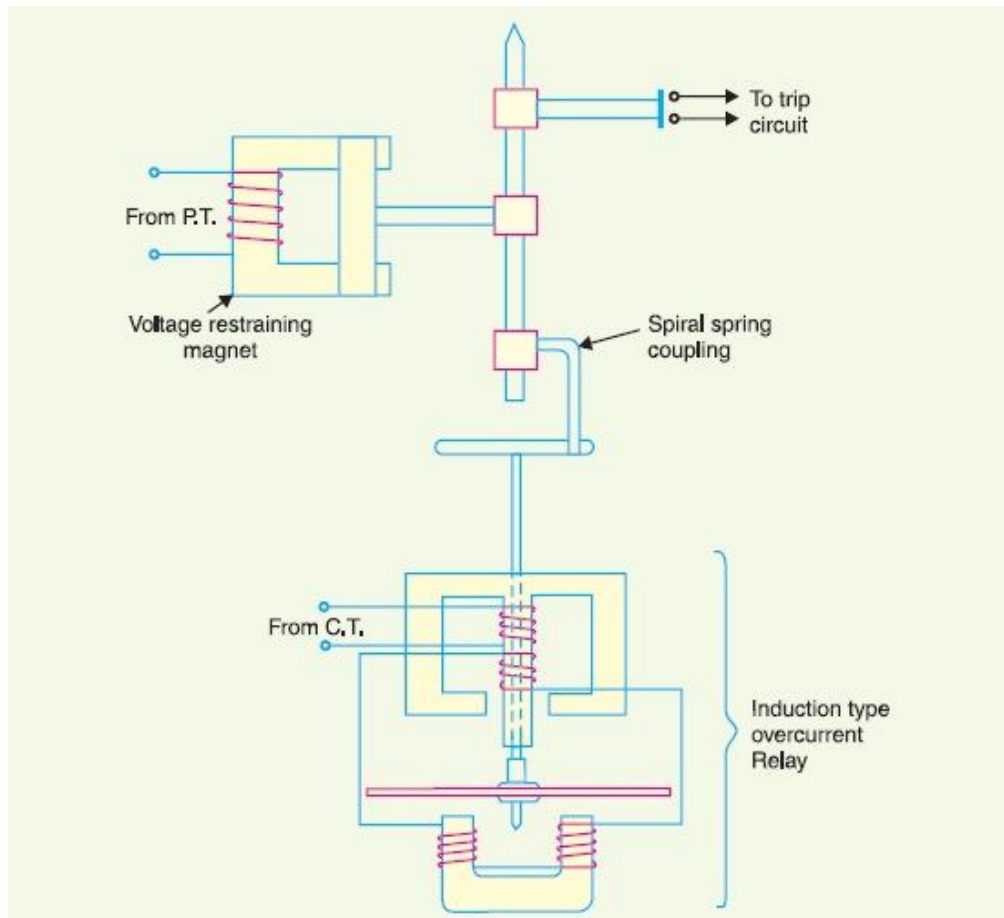 To trip
circuit
From P.T.
Voltage restraining
magnet
Spiral spring
coupling
From C.T.
Induction type
overcurrent
Relay